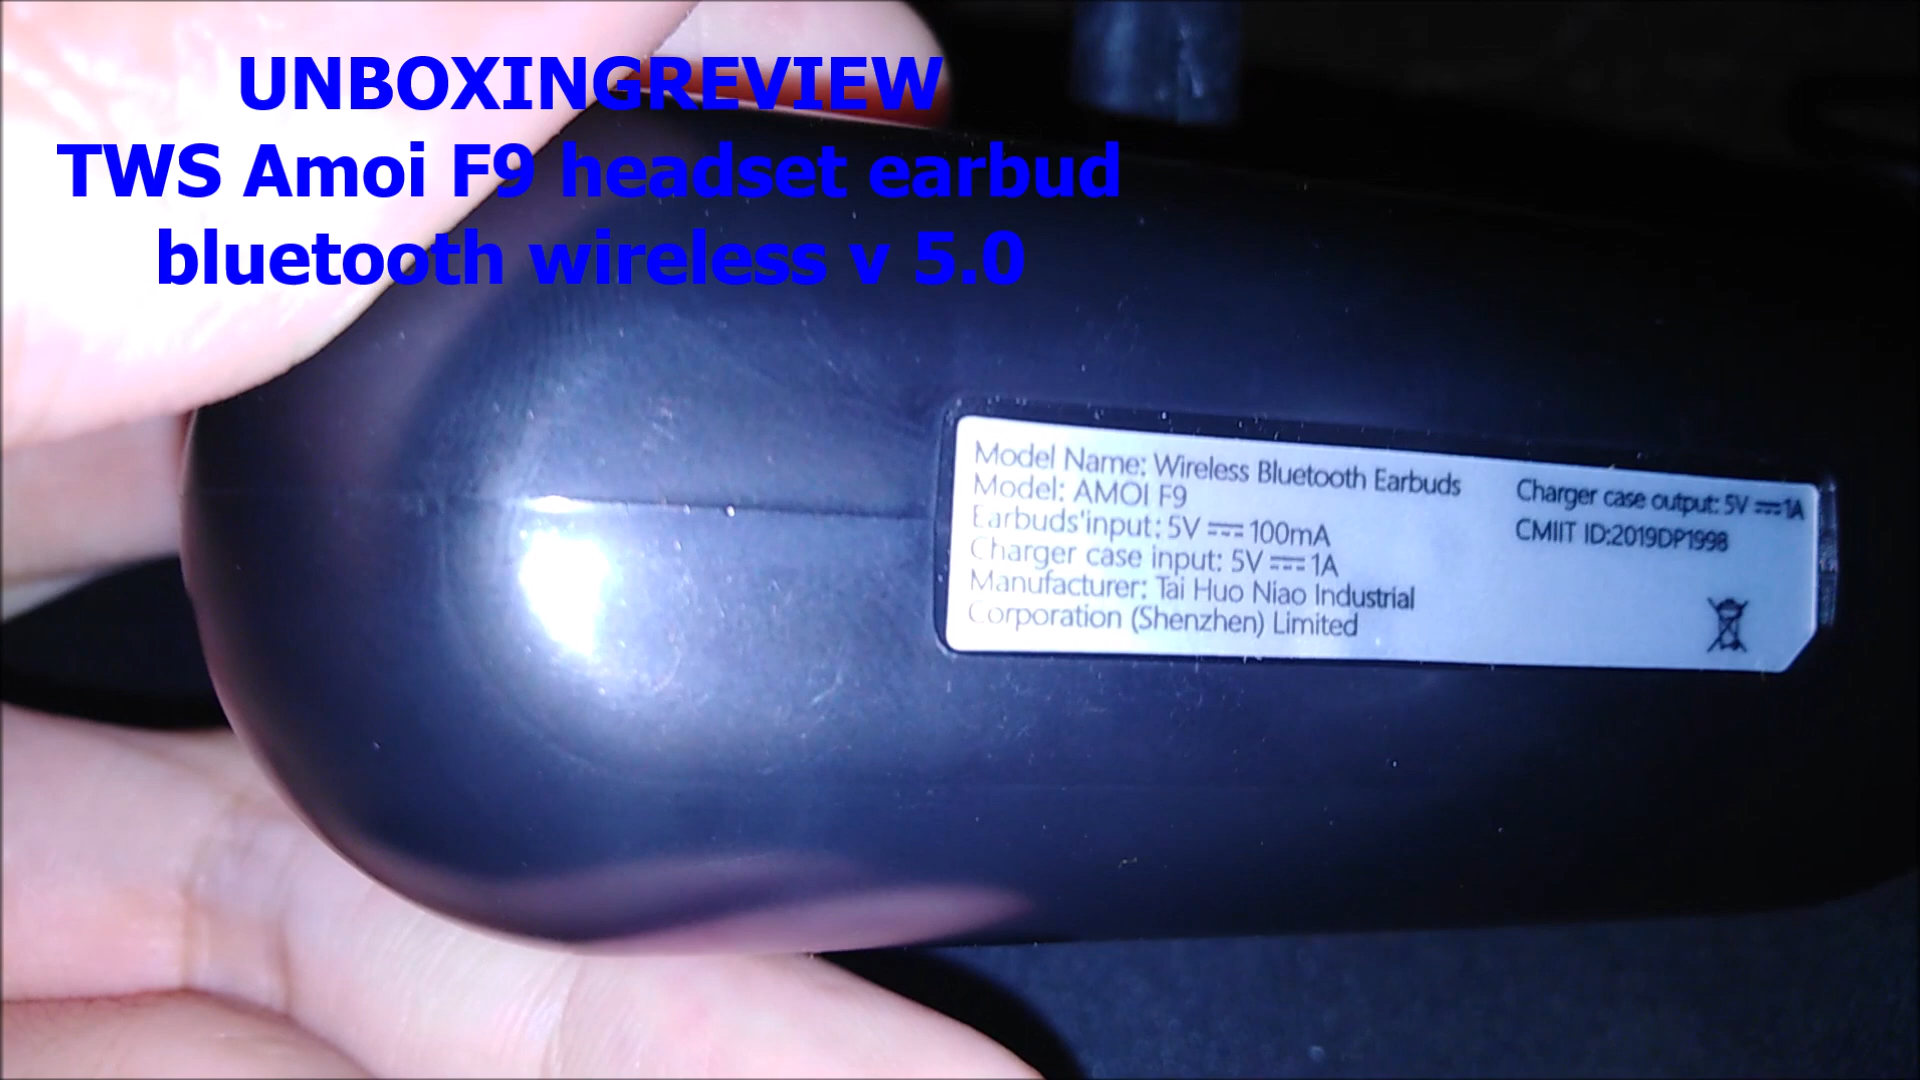 UNBOXINGREVIEW
TWS Amoi F9 headset earbud
bluetooth wireless v 5.0
Model Name: Wireless Bluetooth Earbuds
Model: AMOI F9
Earbuds'input: 5V ⎓ 100mA
Charger case input: 5V ⎓ 1A
Manufacturer: Tai Huo Niao Industrial
Corporation (Shenzhen) Limited
Charger case output: 5V ⎓ 1A
CMIIT ID:2019DP1998